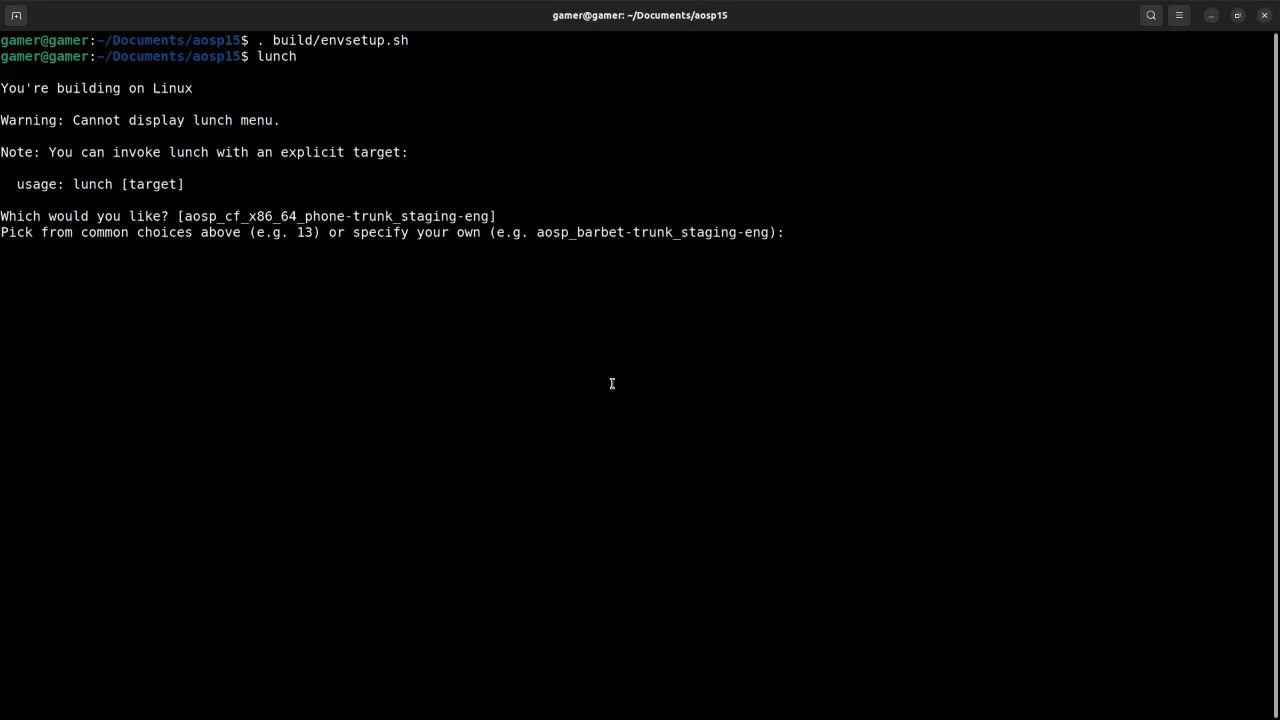 gamer@gamer: ~/Documents/aosp15
gamer@gamer:~/Documents/aosp15$ . build/envsetup.sh
gamer@gamer:~/Documents/aosp15$ lunch
You're building on Linux
Warning: Cannot display lunch menu.
Note: You can invoke lunch with an explicit target:
usage: lunch [target]
Which would you like? [aosp_cf_x86_64_phone-trunk_staging-eng]
Pick from common choices above (e.g. 13) or specify your own (e.g. aosp_barbet-trunk_staging-eng):